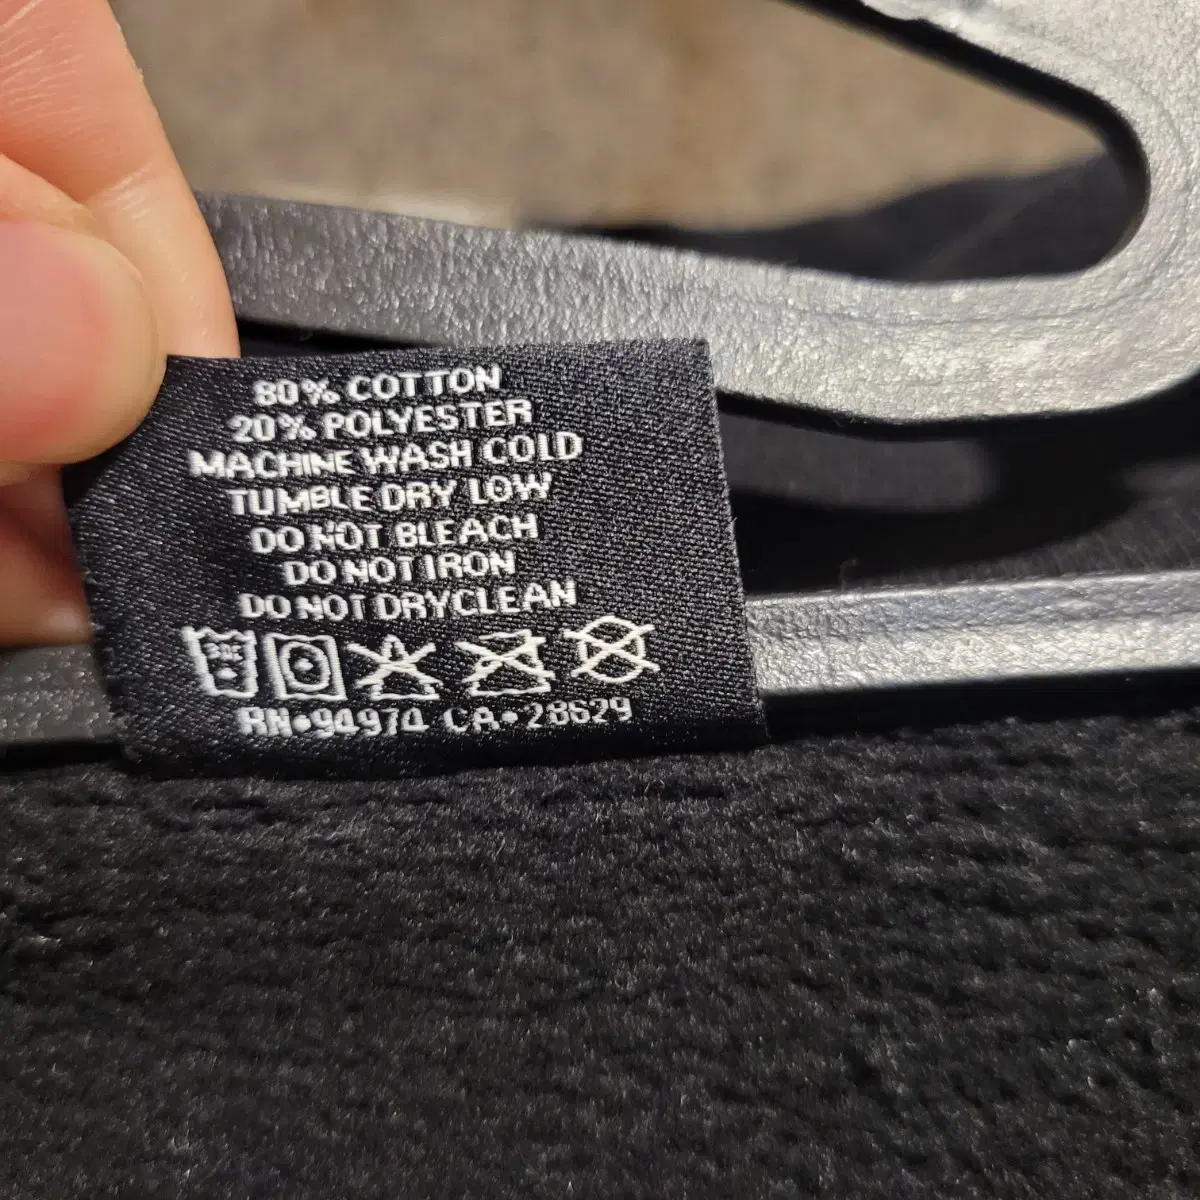 80% COTTON
20% POLYESTER
MACHINE WASH COLD
TUMBLE DRY LOW
DO NOT BLEACH
DO NOT IRON
DO NOT DRYCLEAN
RN•94974 CA•28629